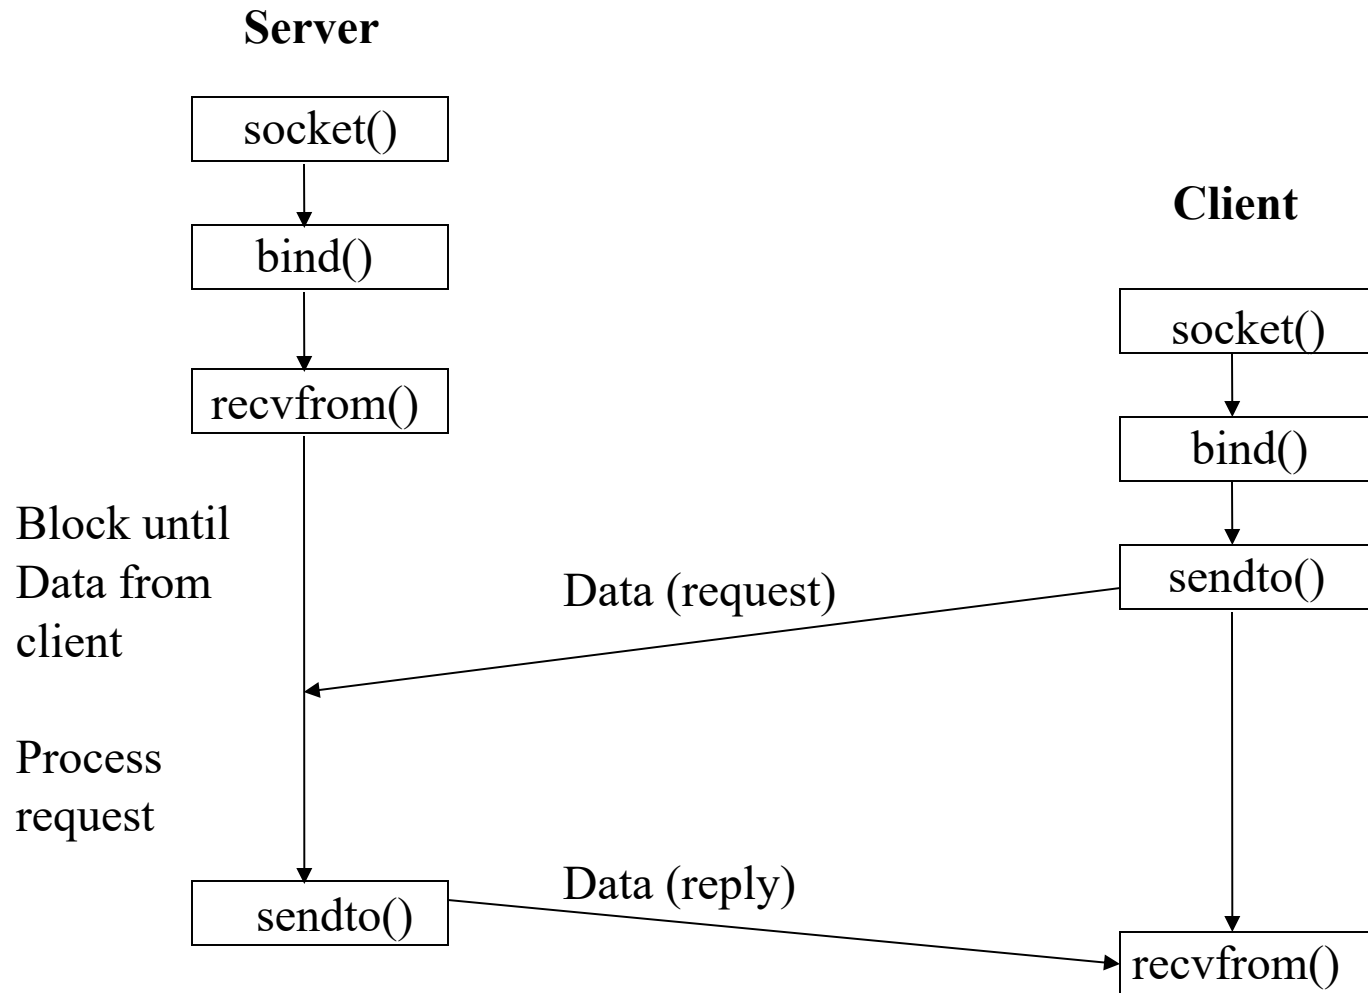 Server
socket()
bind()
recvfrom()
Block until
Data from
client
Process
request
sendto()
Data (request)
Data (reply)
Client
socket()
bind()
sendto()
recvfrom()